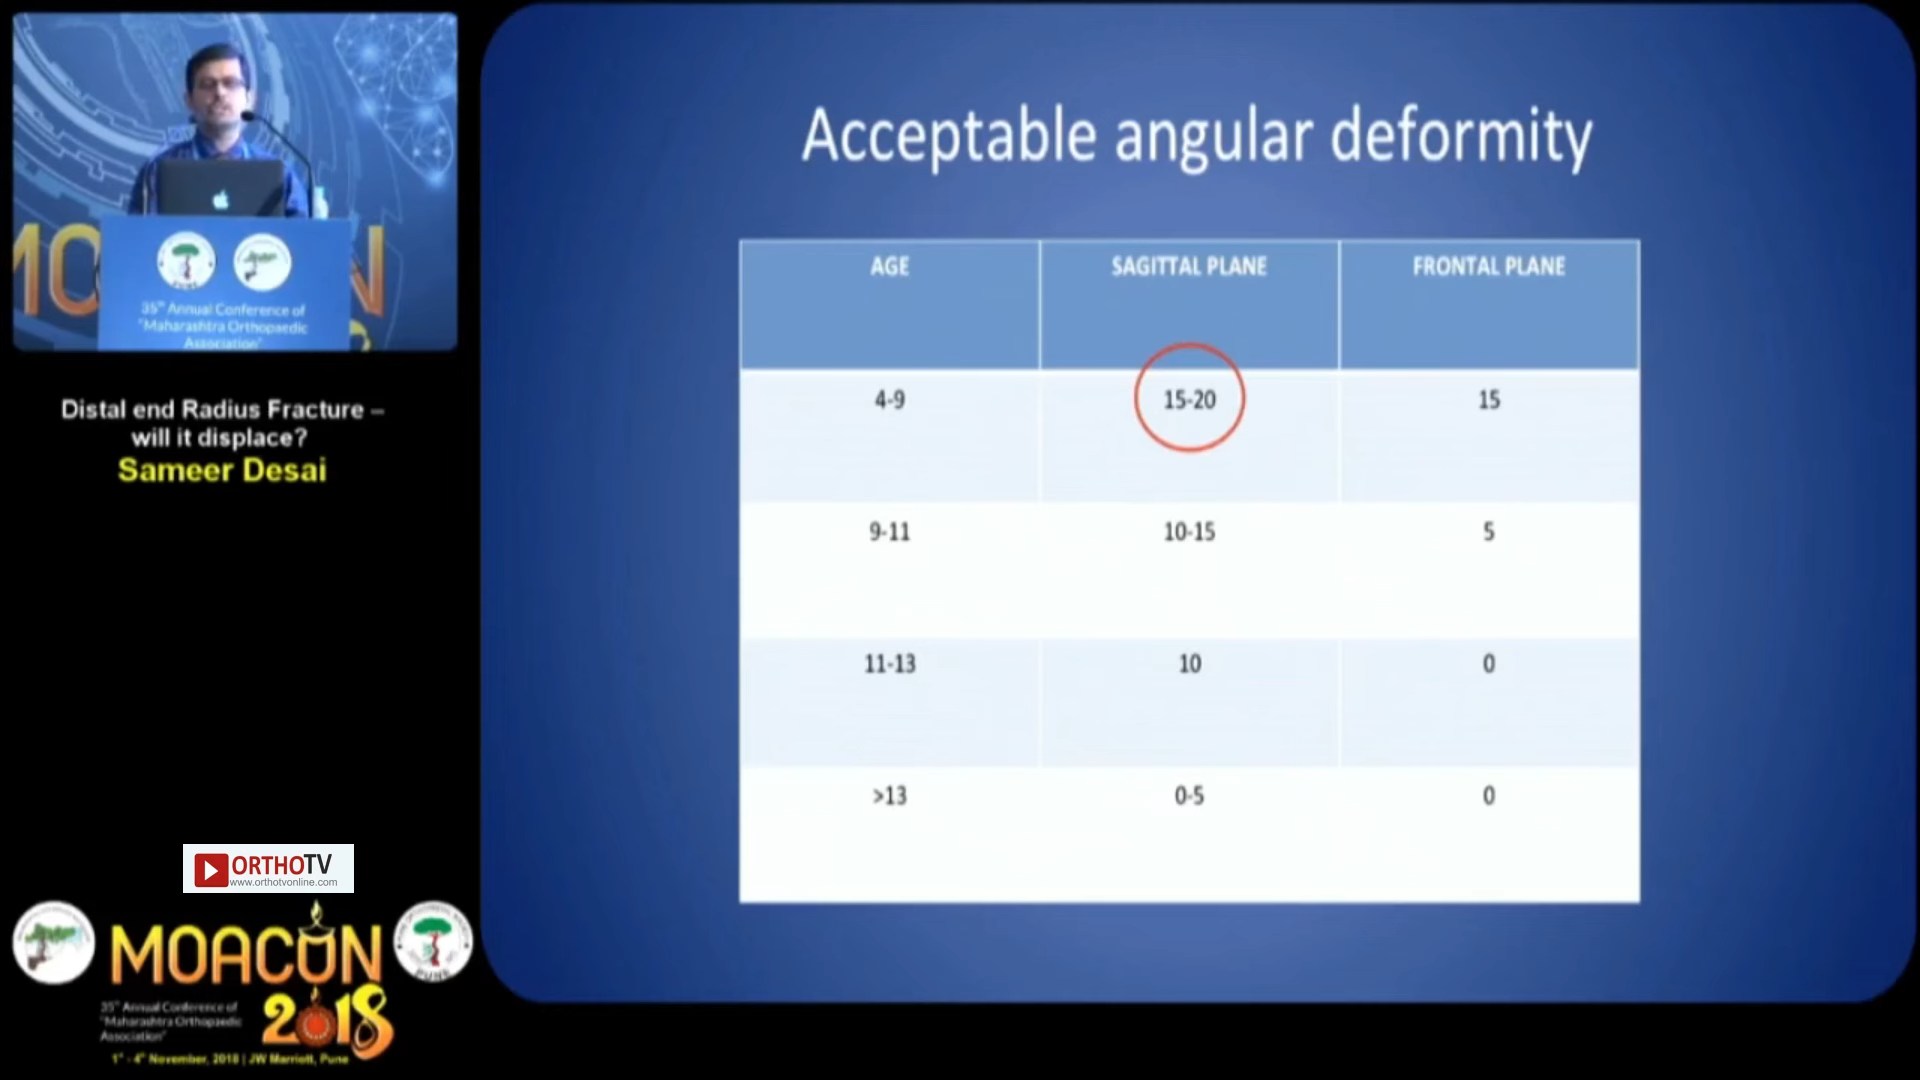 Acceptable angular deformity
AGE SAGITTAL PLANE FRONTAL PLANE
4-9 15-20 15
9-11 10-15 5
11-13 10 0
>13 0-5 0
MO
N
PUNE
35th Annual Conference of
"Maharashtra Orthopaedic
Association"
Distal end Radius Fracture –
will it displace?
Sameer Desai
ORTHOTV
www.orthotvonline.com
MOACON
2018
35th Annual Conference of
"Maharashtra Orthopaedic
Association"
1st - 4th November, 2018 | JW Marriott, Pune
PUNE